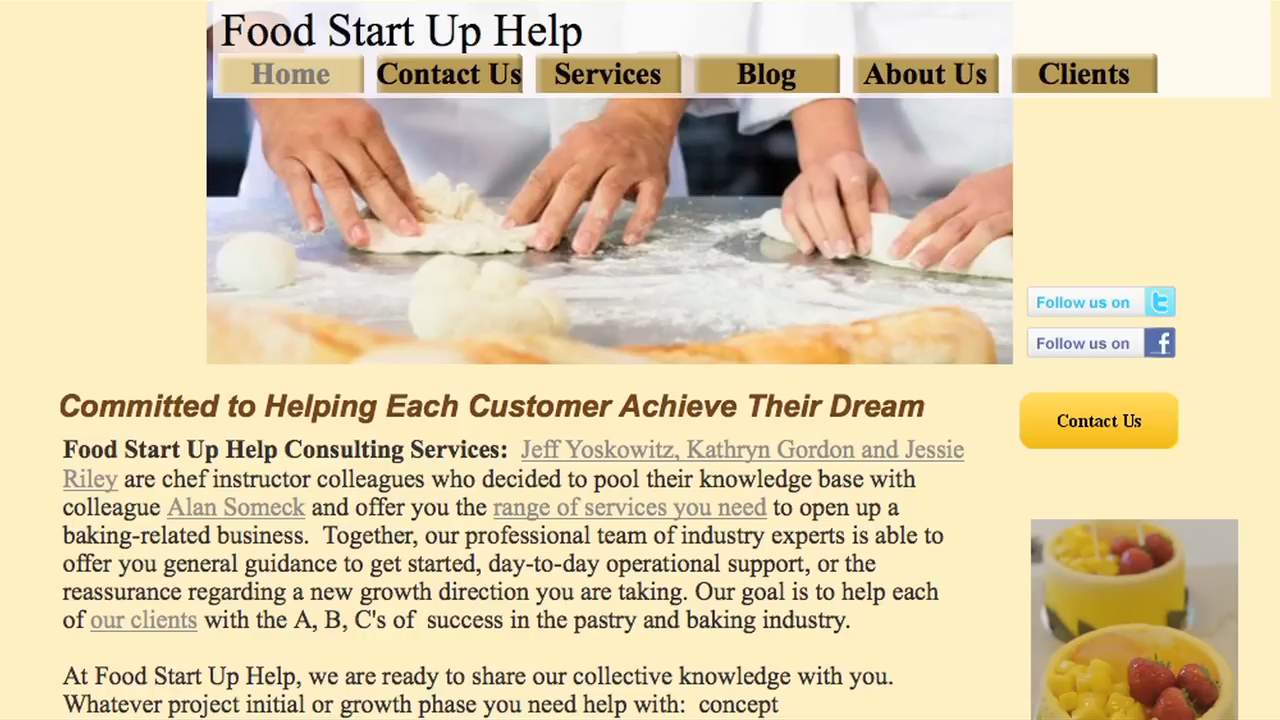 Food Start Up Help
Home Contact Us Services Blog About Us Clients
Follow us on
Follow us on
Committed to Helping Each Customer Achieve Their Dream
Contact Us
Food Start Up Help Consulting Services: Jeff Yoskowitz, Kathryn Gordon and Jessie
Riley are chef instructor colleagues who decided to pool their knowledge base with
colleague Alan Someck and offer you the range of services you need to open up a
baking-related business. Together, our professional team of industry experts is able to
offer you general guidance to get started, day-to-day operational support, or the
reassurance regarding a new growth direction you are taking. Our goal is to help each
of our clients with the A, B, C's of success in the pastry and baking industry.
At Food Start Up Help, we are ready to share our collective knowledge with you.
Whatever project initial or growth phase you need help with: concept